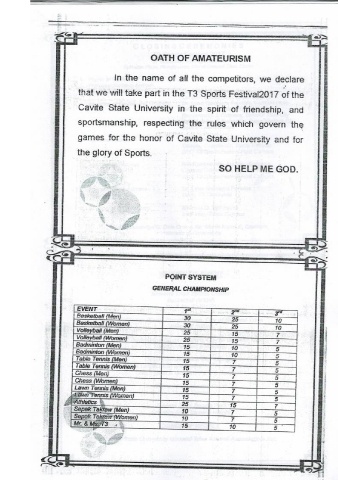 OATH OF AMATEURISM
In the name of all the competitors, we declare
that we will take part in the T3 Sports Festival2017 of the
Cavite State University in the spirit of friendship, and
sportsmanship, respecting the rules which govern the
games for the honor of Cavite State University and for
the glory of Sports.
SO HELP ME GOD.
POINT SYSTEM
GENERAL CHAMPIONSHIP
EVENT 1st 2nd 3rd
Basketball (Men) 30 25 10
Basketball (Women) 30 25 10
Volleyball (Men) 25 15 7
Volleyball (Women) 25 15 7
Badminton (Men) 15 10 5
Badminton (Women) 15 10 5
Table Tennis (Men) 15 7 5
Table Tennis (Women) 15 7 5
Chess (Men) 15 7 5
Chess (Women) 15 7 5
Lawn Tennis (Men) 15 7 5
Lawn Tennis (Women) 15 7 5
Athletics 25 15 7
Sepak Takraw (Men) 10 7 5
Sepak Takraw (Women) 10 7 5
Mr. & Ms. T3 15 10 5